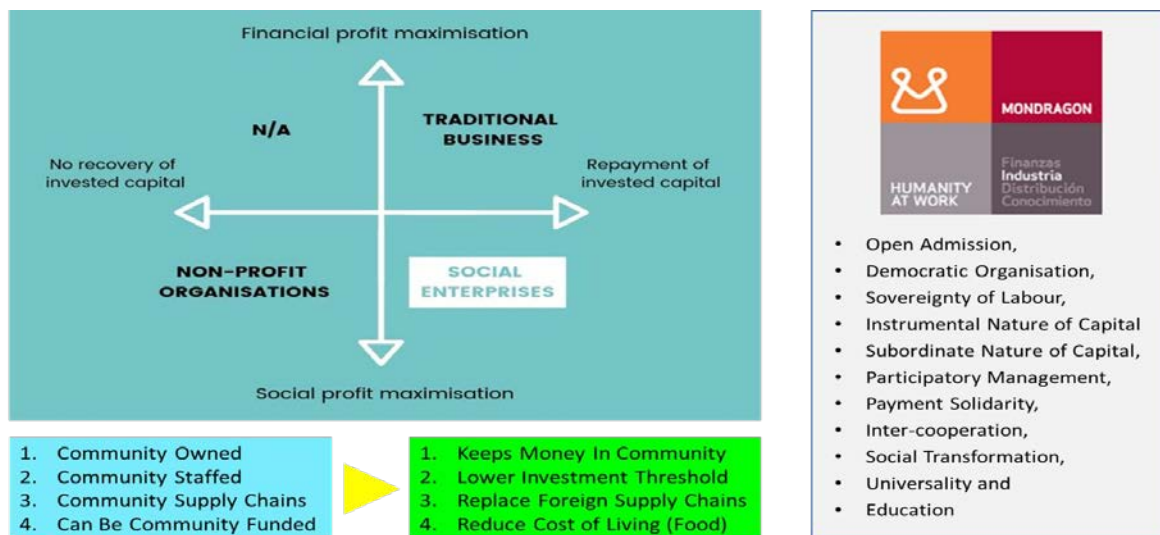 Financial profit maximisation
N/A
TRADITIONAL
BUSINESS
No recovery of
invested capital
Repayment of
invested capital
NON-PROFIT
ORGANISATIONS
SOCIAL
ENTERPRISES
Social profit maximisation
1. Community Owned
2. Community Staffed
3. Community Supply Chains
4. Can Be Community Funded
1. Keeps Money In Community
2. Lower Investment Threshold
3. Replace Foreign Supply Chains
4. Reduce Cost of Living (Food)
MONDRAGON
HUMANITY
AT WORK
Finanzas
Industria
Distribución
Conocimiento
• Open Admission,
• Democratic Organisation,
• Sovereignty of Labour,
• Instrumental Nature of Capital
• Subordinate Nature of Capital,
• Participatory Management,
• Payment Solidarity,
• Inter-cooperation,
• Social Transformation,
• Universality and
• Education